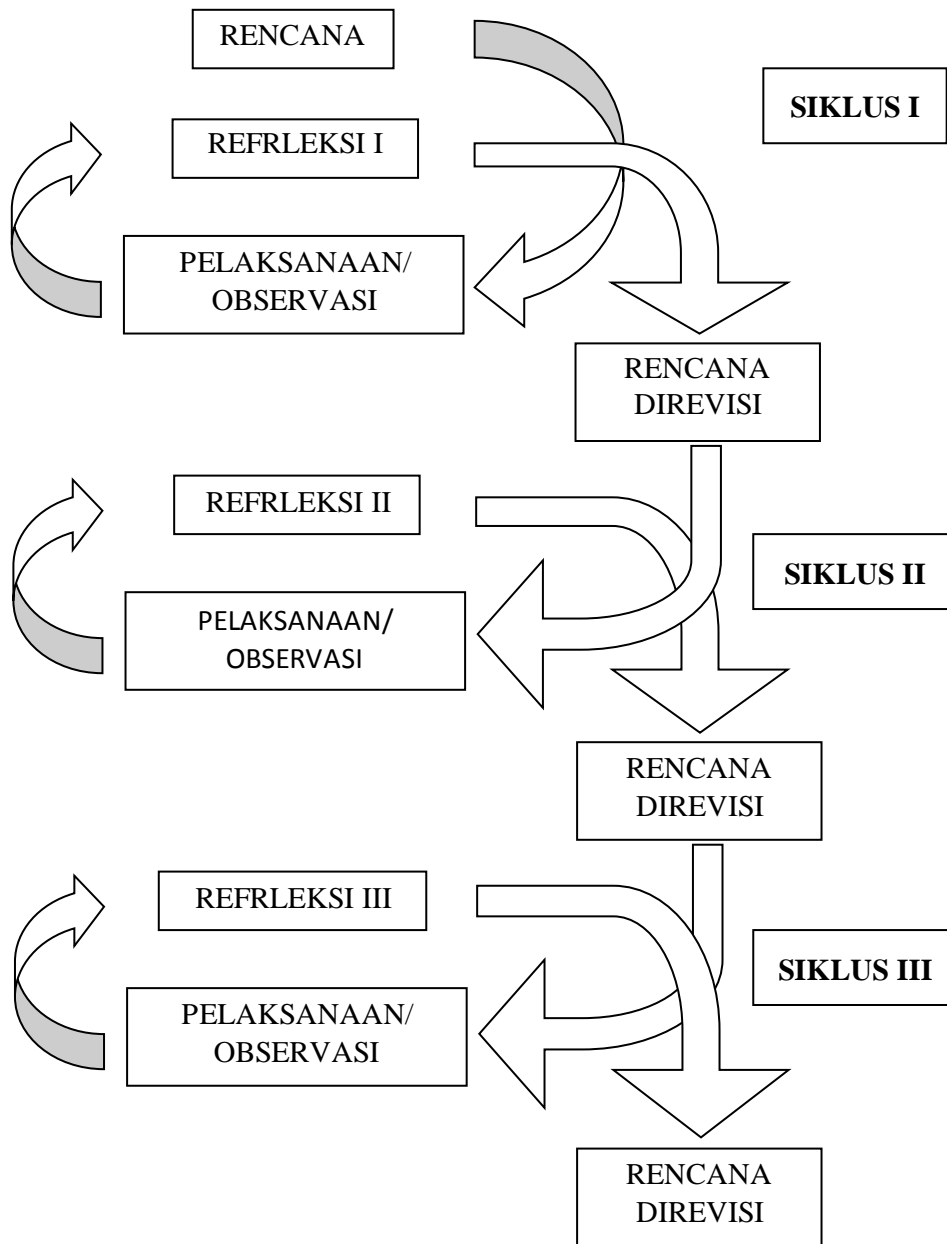 RENCANA
SIKLUS I
REFRLEKSI I
PELAKSANAAN/
OBSERVASI
RENCANA
DIREVISI
REFRLEKSI II
SIKLUS II
PELAKSANAAN/
OBSERVASI
RENCANA
DIREVISI
REFRLEKSI III
SIKLUS III
PELAKSANAAN/
OBSERVASI
RENCANA
DIREVISI